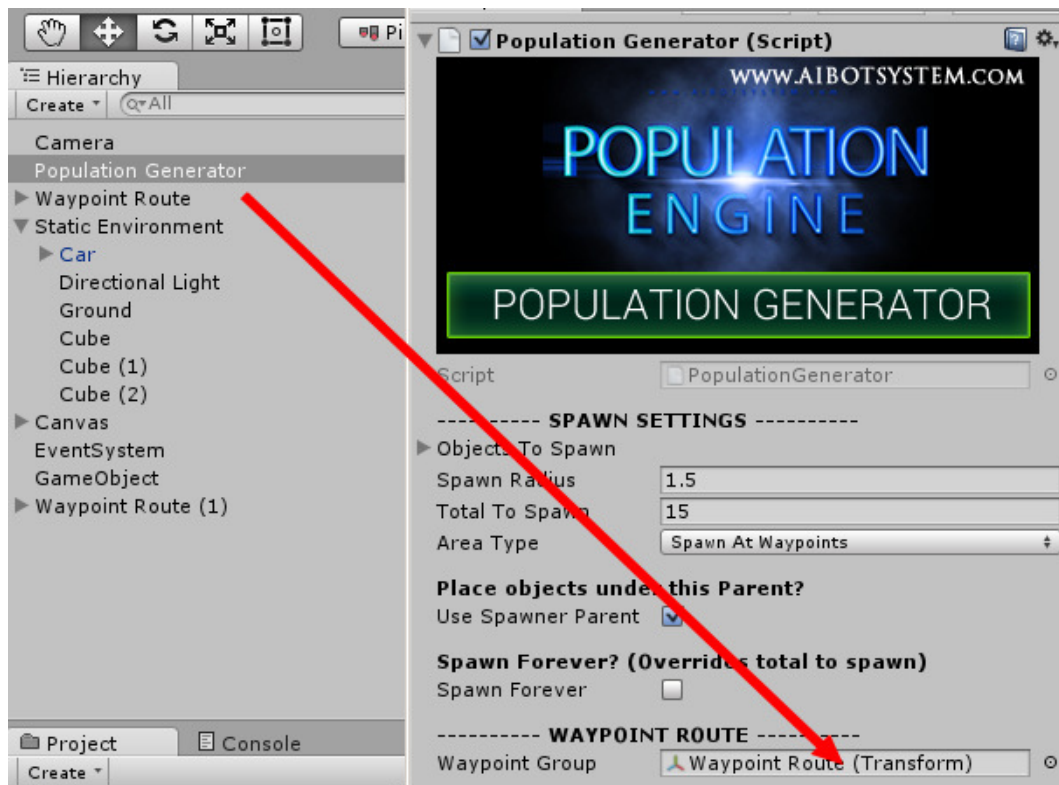 Pi
Hierarchy
Create
All
Camera
Population Generator
Waypoint Route
Static Environment
Car
Directional Light
Ground
Cube
Cube (1)
Cube (2)
Canvas
EventSystem
GameObject
Waypoint Route (1)
Project
Console
Create
Population Generator (Script)
WWW.AIBOTSYSTEM.COM
POPULATION
ENGINE
POPULATION GENERATOR
Script PopulationGenerator
---------- SPAWN SETTINGS ----------
Objects To Spawn
Spawn Radius 1.5
Total To Spawn 15
Area Type Spawn At Waypoints
Place objects under this Parent?
Use Spawner Parent
Spawn Forever? (Overrides total to spawn)
Spawn Forever
---------- WAYPOINT ROUTE ----------
Waypoint Group Waypoint Route (Transform)